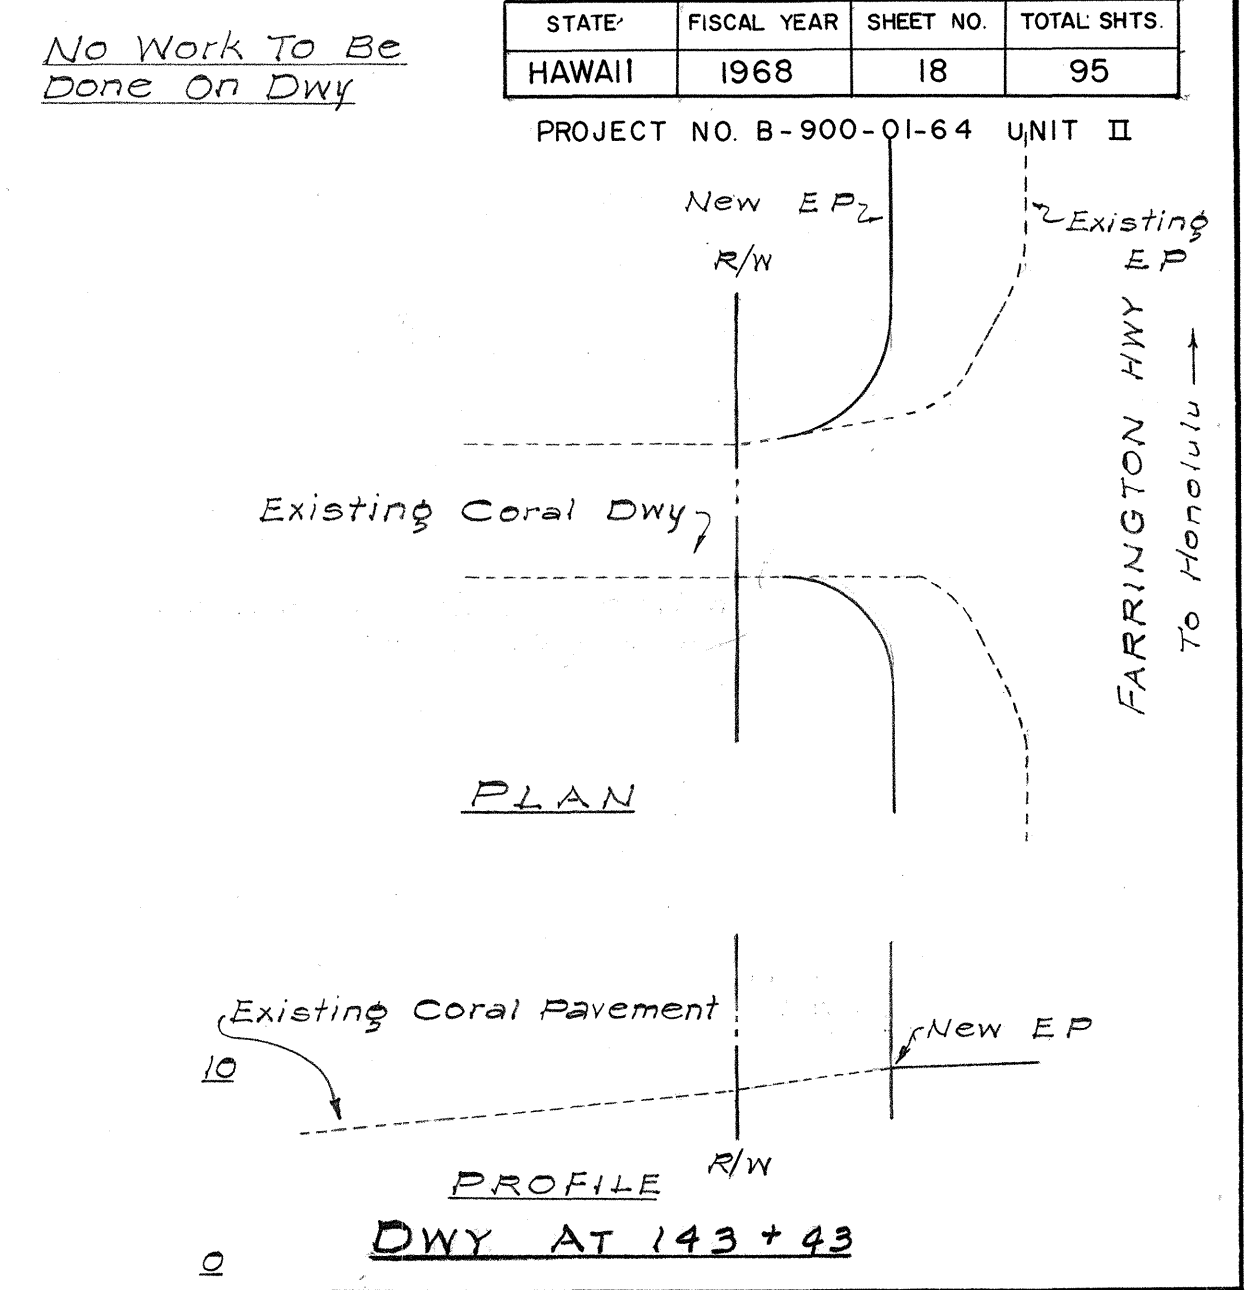 No Work To Be
Done On Dwy
STATE FISCAL YEAR SHEET NO. TOTAL SHTS.
HAWAII 1968 18 95
PROJECT NO. B-900-01-64 UNIT II
New EP
Existing
EP
R/W
FARRINGTON HWY
To Honolulu
Existing Coral Dwy
PLAN
Existing Coral Pavement
New EP
10
R/W
PROFILE
DWY AT 143+43
0